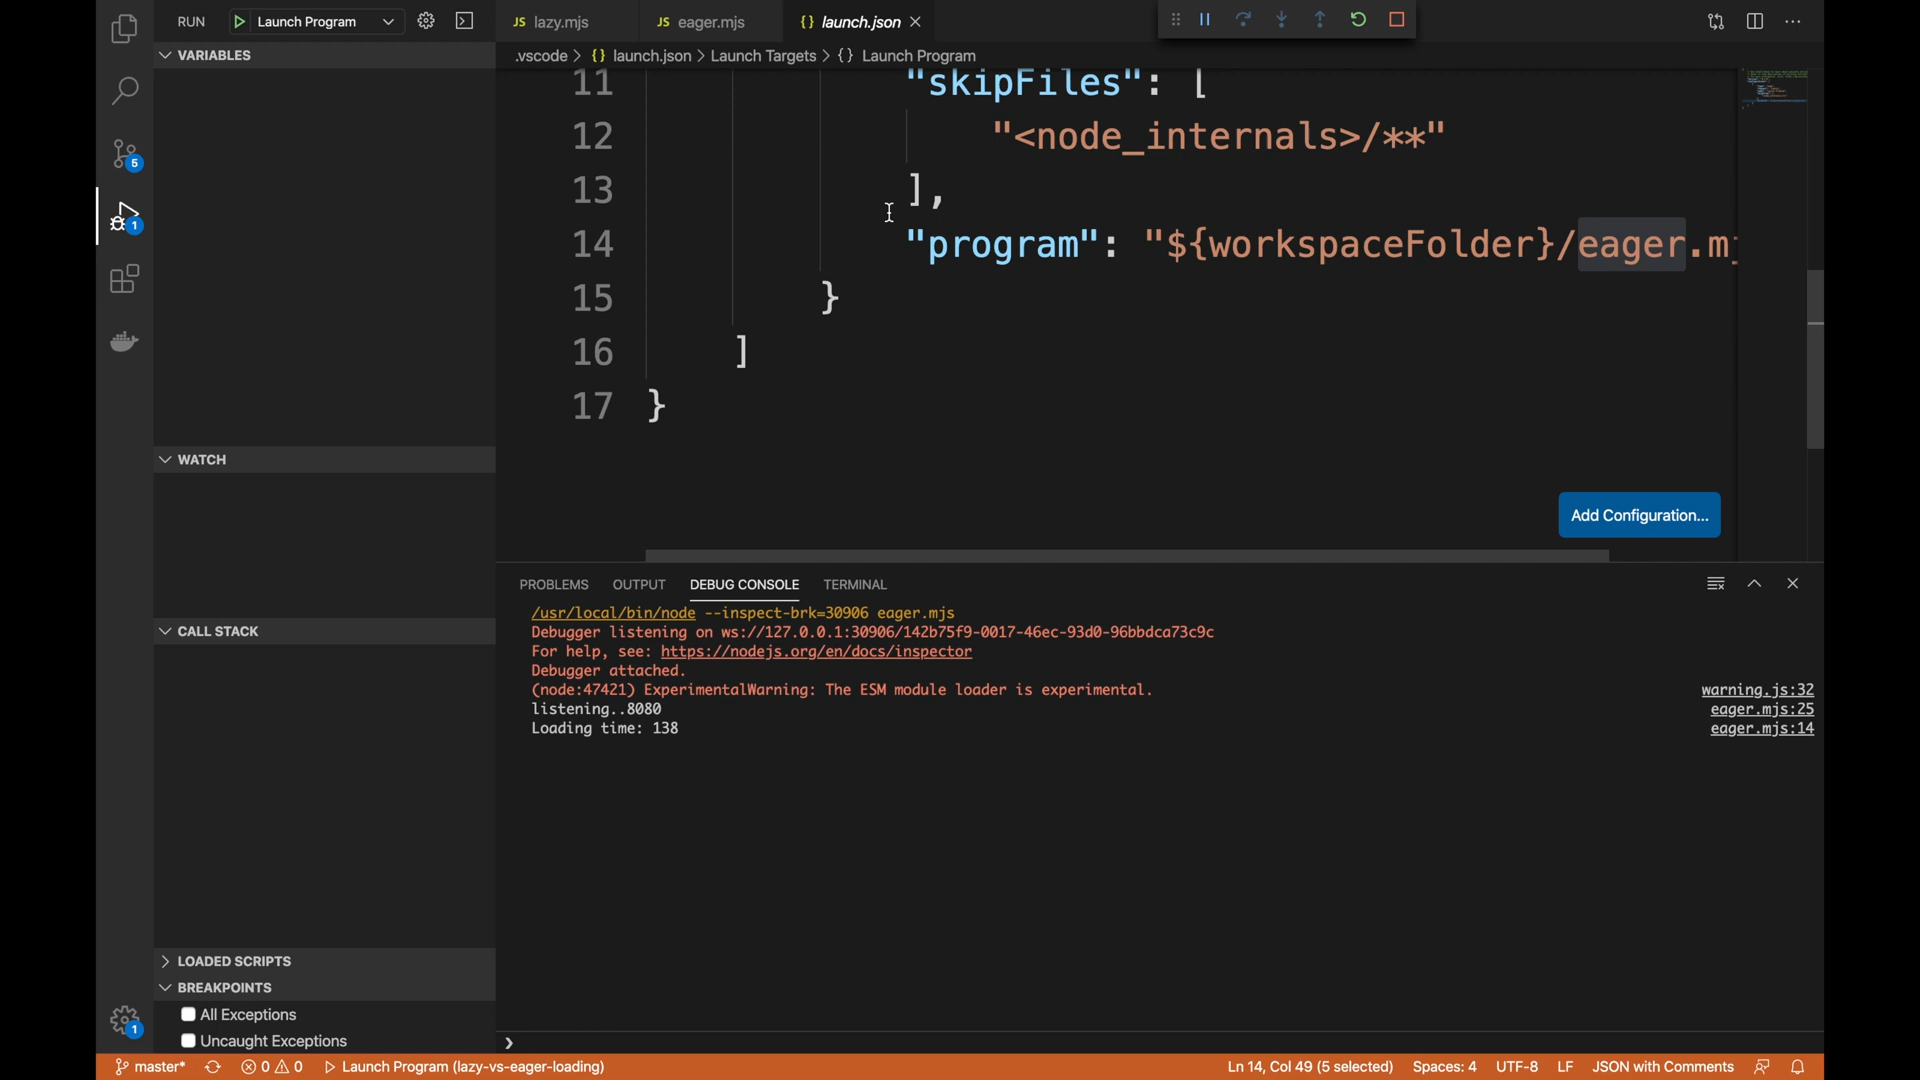 RUN Launch Program
VARIABLES
WATCH
CALL STACK
LOADED SCRIPTS
BREAKPOINTS
All Exceptions
Uncaught Exceptions
5
1
1
JS lazy.mjs JS eager.mjs {} launch.json
.vscode > {} launch.json > Launch Targets > {} Launch Program
11 "skipFiles": [
12 "<node_internals>/**"
13 ],
14 "program": "${workspaceFolder}/eager.mj
15 }
16 ]
17 }
Add Configuration...
PROBLEMS OUTPUT DEBUG CONSOLE TERMINAL
/usr/local/bin/node --inspect-brk=30906 eager.mjs
Debugger listening on ws://127.0.0.1:30906/142b75f9-0017-46ec-93d0-96bbdca73c9c
For help, see: https://nodejs.org/en/docs/inspector
Debugger attached.
(node:47421) ExperimentalWarning: The ESM module loader is experimental. warning.js:32
listening..8080 eager.mjs:25
Loading time: 138 eager.mjs:14
master* 0 0 Launch Program (lazy-vs-eager-loading) Ln 14, Col 49 (5 selected) Spaces: 4 UTF-8 LF JSON with Comments